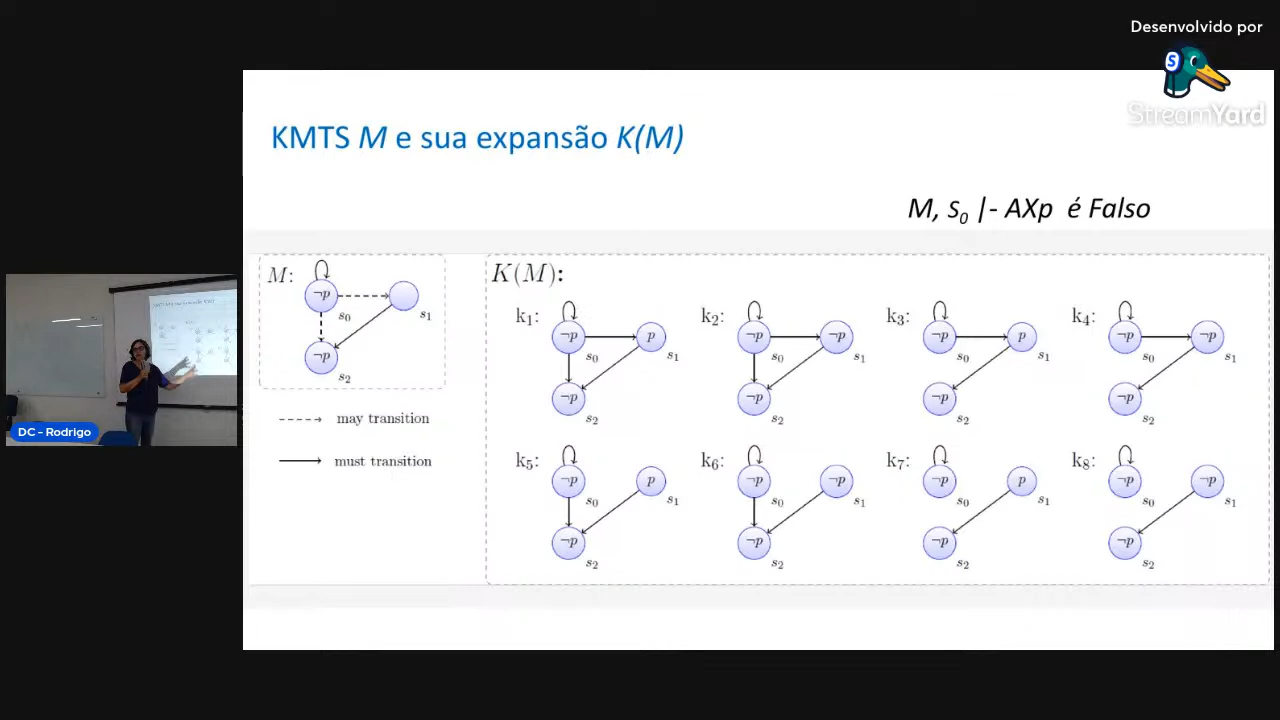 Desenvolvido por
S
StreamYard
KMTS M e sua expansão K(M)
M, s0 |- AXp é Falso
M:
¬p
s0
s1
¬p
s2
may transition
must transition
K(M):
k1:
¬p
p
s0
s1
¬p
s2
k2:
¬p
¬p
s0
s1
¬p
s2
k3:
¬p
p
s0
s1
¬p
s2
k4:
¬p
¬p
s0
s1
¬p
s2
k5:
¬p
p
s0
s1
¬p
s2
k6:
¬p
¬p
s0
s1
¬p
s2
k7:
¬p
p
s0
s1
¬p
s2
k8:
¬p
¬p
s0
s1
¬p
s2
DC - Rodrigo